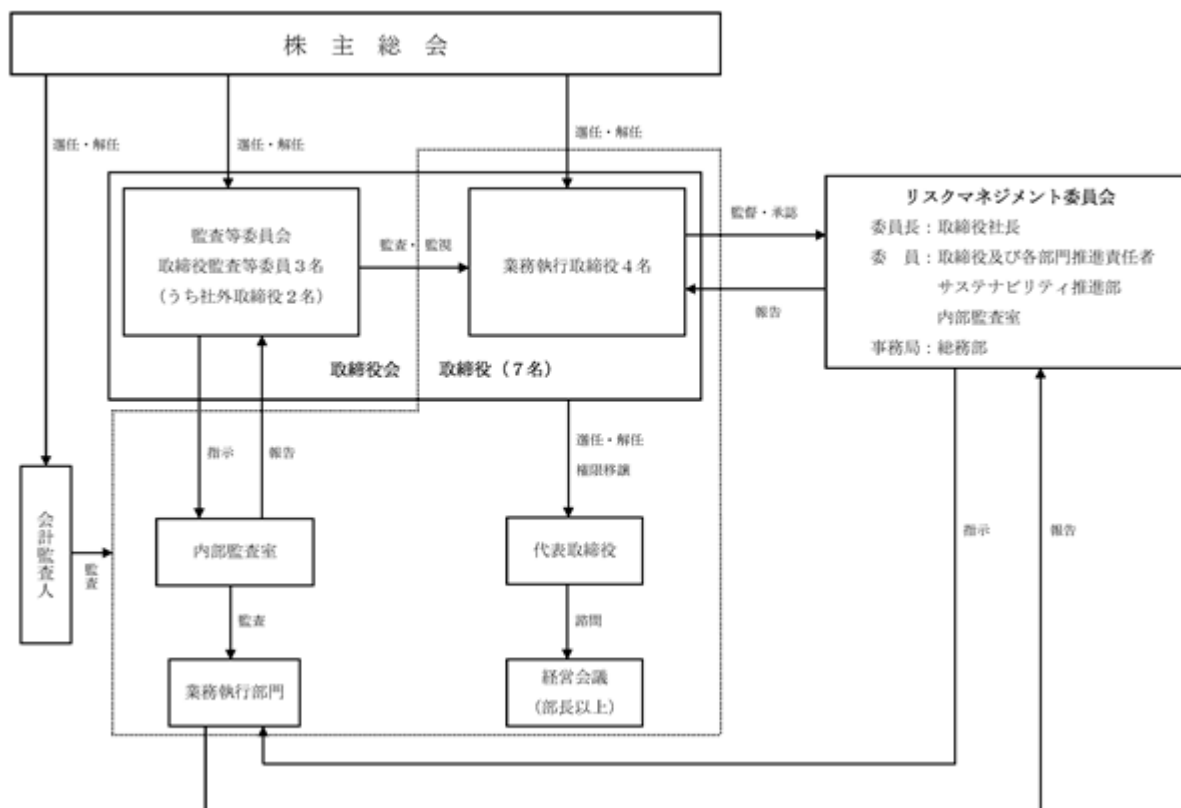 株主総会
選任・解任
選任・解任
選任・解任
監査等委員会
取締役監査等委員3名
(うち社外取締役2名)
監査・監視
業務執行取締役4名
取締役会
取締役(7名)
監督・承認
報告
リスクマネジメント委員会
委員長:取締役社長
委 員:取締役及び各部門推進責任者
サステナビリティ推進部
内部監査室
事務局:総務部
指示
報告
選任・解任
権限移譲
会計監査人
監査
内部監査室
代表取締役
指示
報告
監査
諮問
業務執行部門
経営会議
(部長以上)